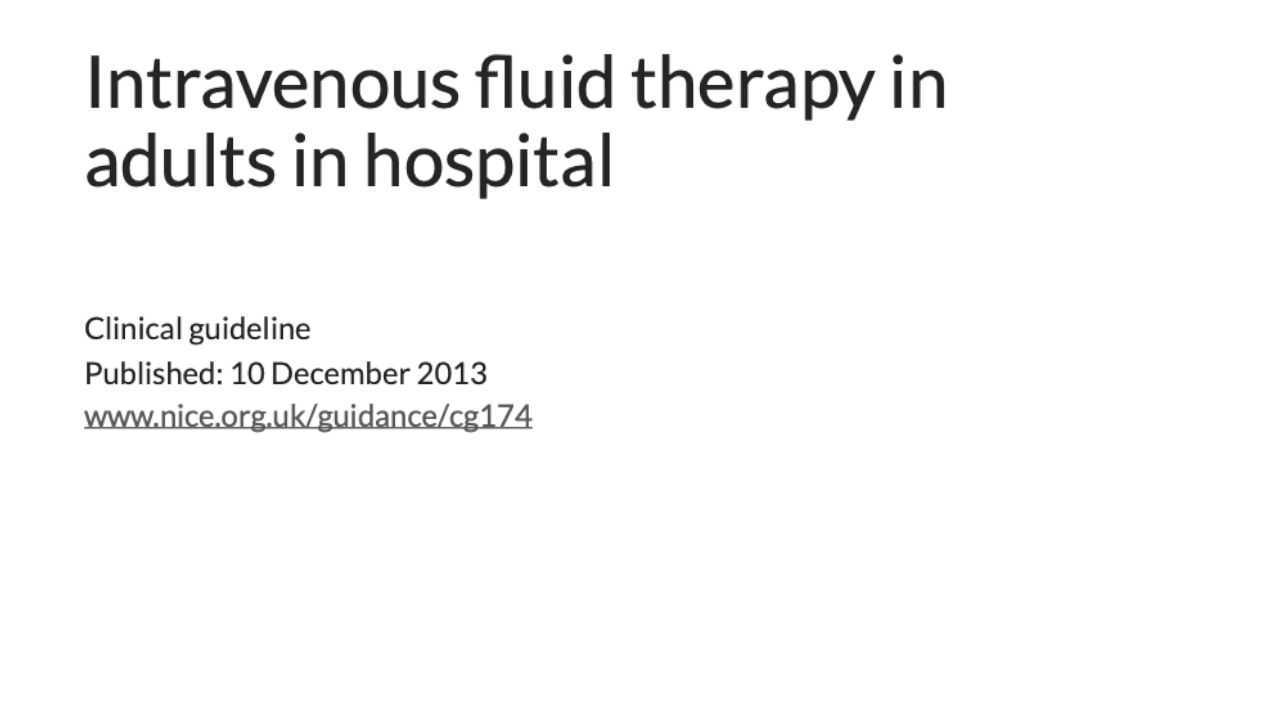 Intravenous fluid therapy in
adults in hospital
Clinical guideline
Published: 10 December 2013
www.nice.org.uk/guidance/cg174